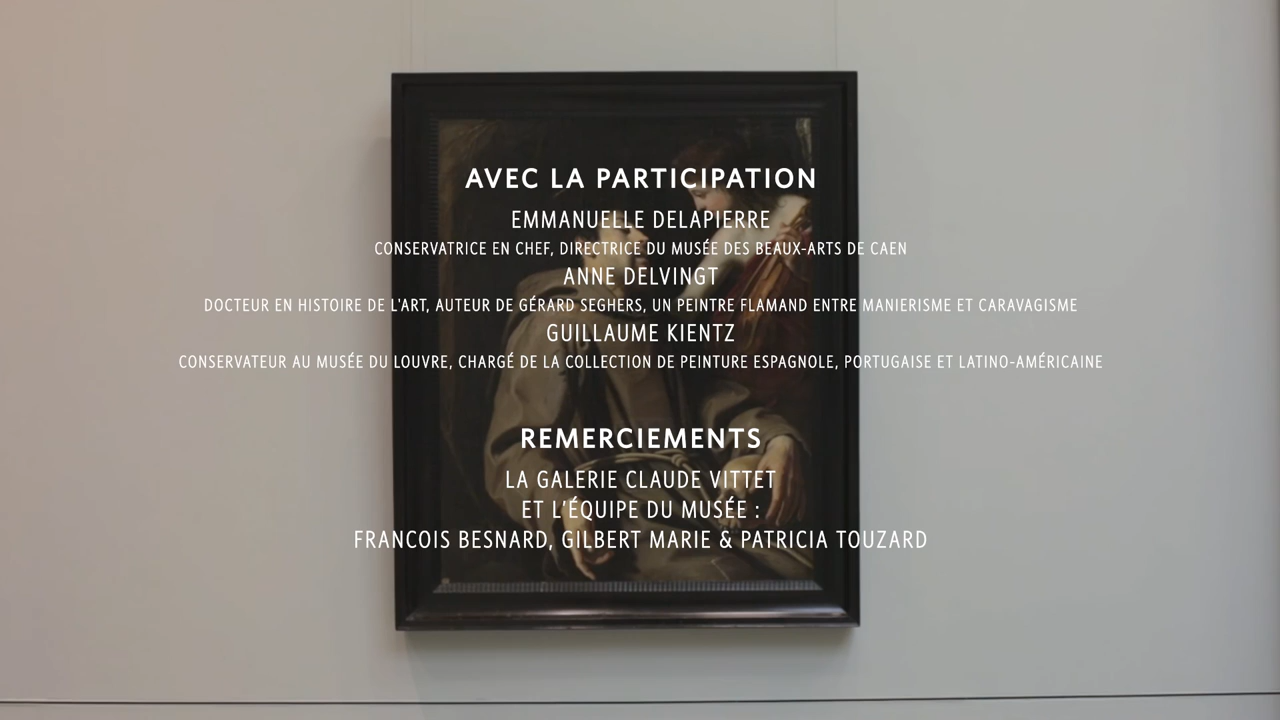 AVEC LA PARTICIPATION
EMMANUELLE DELAPIERRE
CONSERVATRICE EN CHEF, DIRECTRICE DU MUSÉE DES BEAUX-ARTS DE CAEN
ANNE DELVINGT
DOCTEUR EN HISTOIRE DE L'ART, AUTEUR DE GÉRARD SEGHERS, UN PEINTRE FLAMAND ENTRE MANIERISME ET CARAVAGISME
GUILLAUME KIENTZ
CONSERVATEUR AU MUSÉE DU LOUVRE, CHARGÉ DE LA COLLECTION DE PEINTURE ESPAGNOLE, PORTUGAISE ET LATINO-AMÉRICAINE
REMERCIEMENTS
LA GALERIE CLAUDE VITTET
ET L'ÉQUIPE DU MUSÉE :
FRANCOIS BESNARD, GILBERT MARIE & PATRICIA TOUZARD